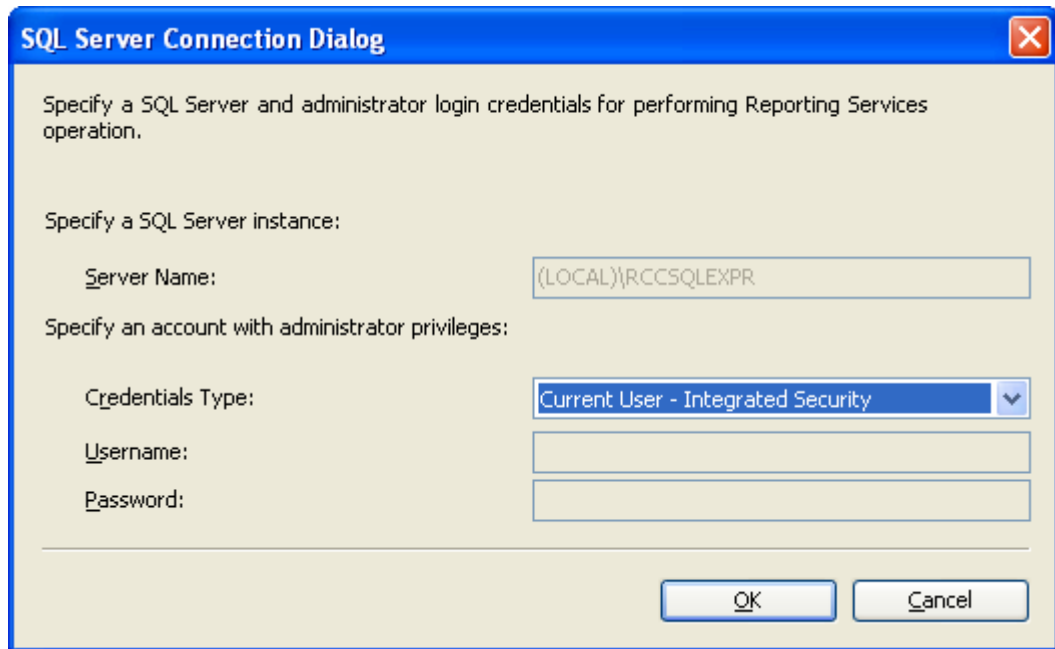 SQL Server Connection Dialog
Specify a SQL Server and administrator login credentials for performing Reporting Services
operation.
Specify a SQL Server instance:
Server Name: (LOCAL)\RCCSQLEXPR
Specify an account with administrator privileges:
Credentials Type: Current User - Integrated Security
Username:
Password:
OK Cancel